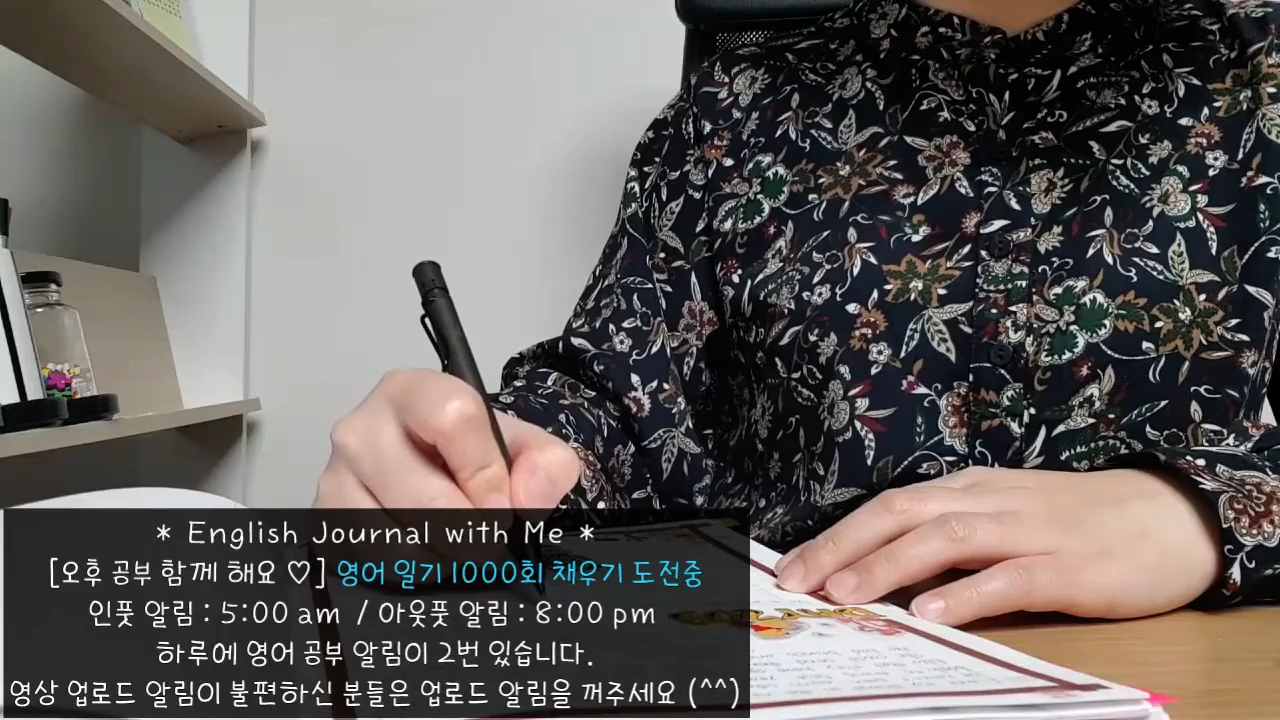 * English Journal with Me *
[오후 공부 함께 해요 ♡] 영어 일기 1000회 채우기 도전중
인풋 알림 : 5:00 am / 아웃풋 알림 : 8:00 pm
하루에 영어 공부 알림이 2번 있습니다.
영상 업로드 알림이 불편하신 분들은 업로드 알림을 꺼주세요 (^^)